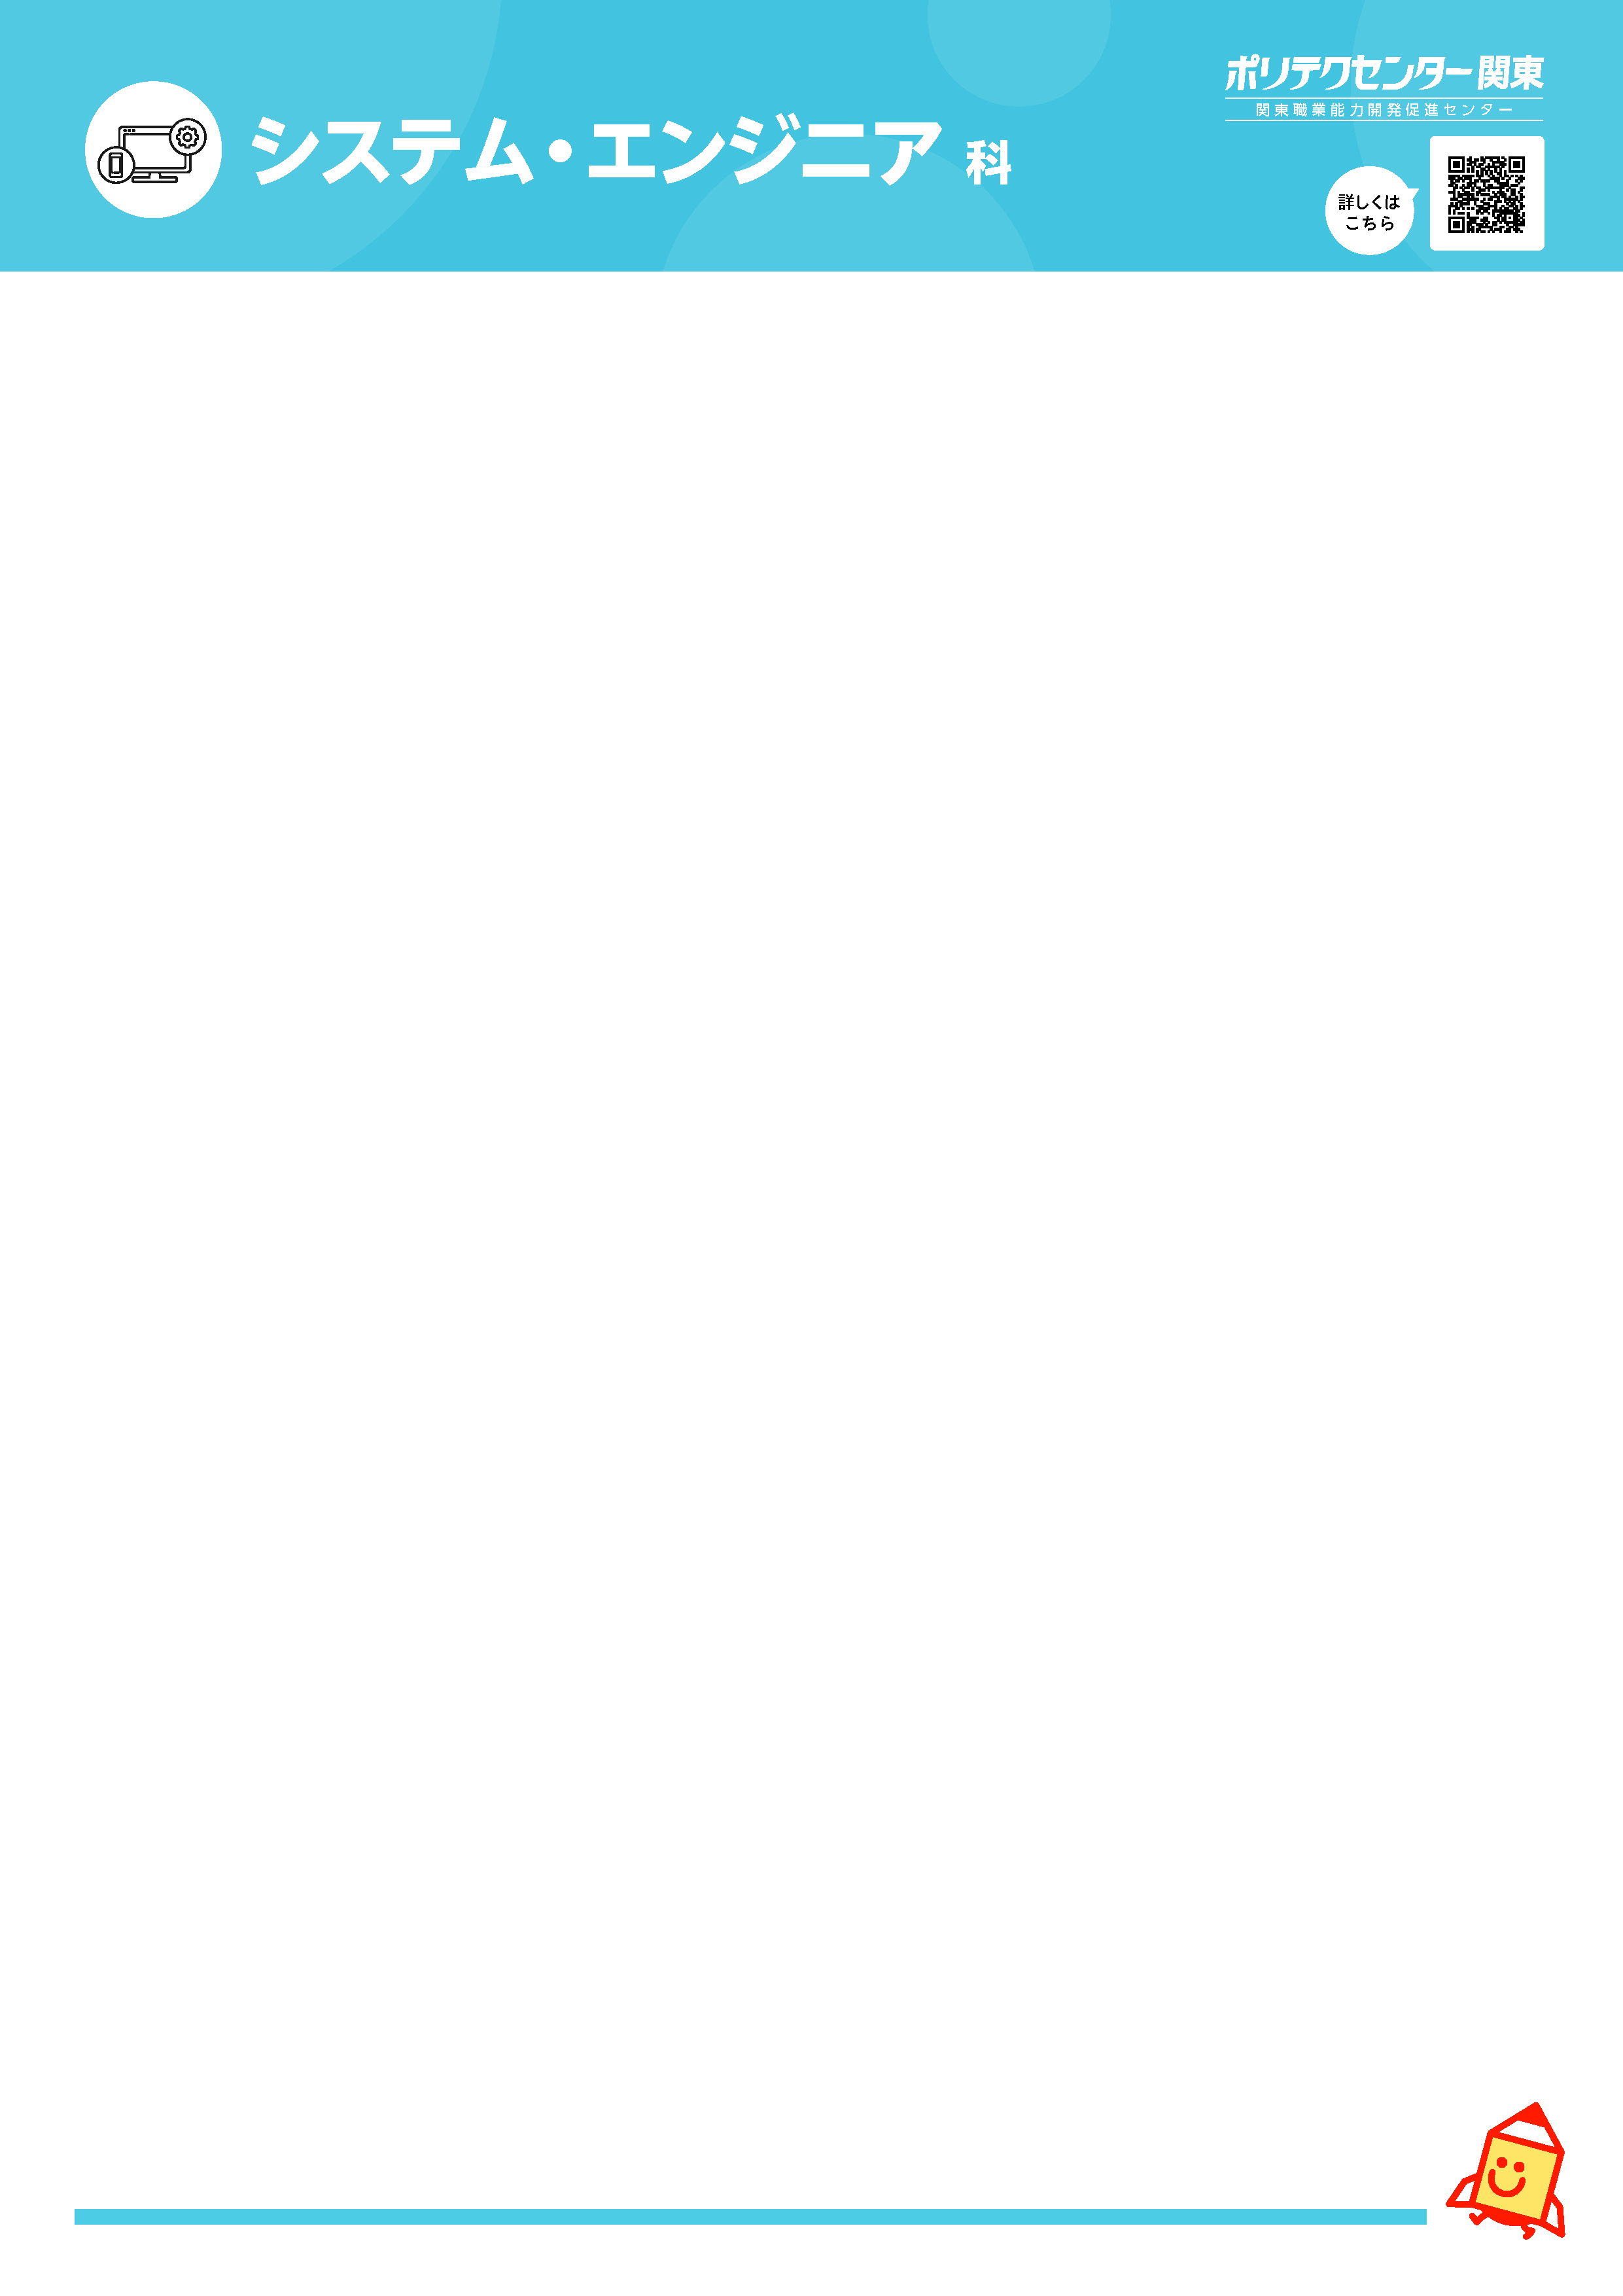 システム・エンジニア 科
ポリテクセンター関東
関東職業能力開発促進センター
詳しくは
こちら